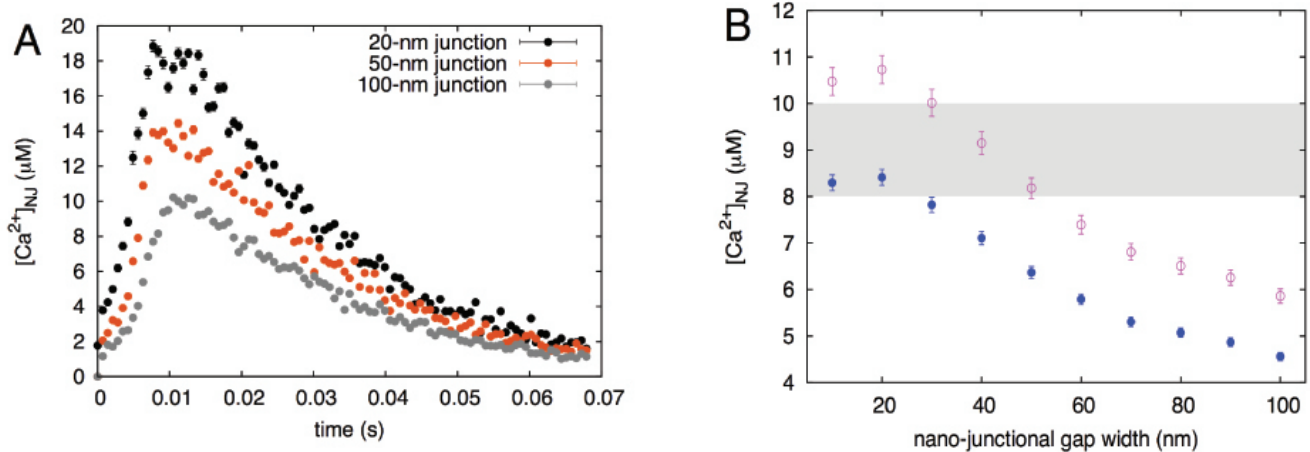 A
20
18
16
14
12
10
8
6
4
2
0
[Ca2+]NJ (μM)
20-nm junction
50-nm junction
100-nm junction
0 0.01 0.02 0.03 0.04 0.05 0.06 0.07
time (s)
B
12
11
10
9
8
7
6
5
4
[Ca2+]NJ (μM)
20 40 60 80 100
nano-junctional gap width (nm)